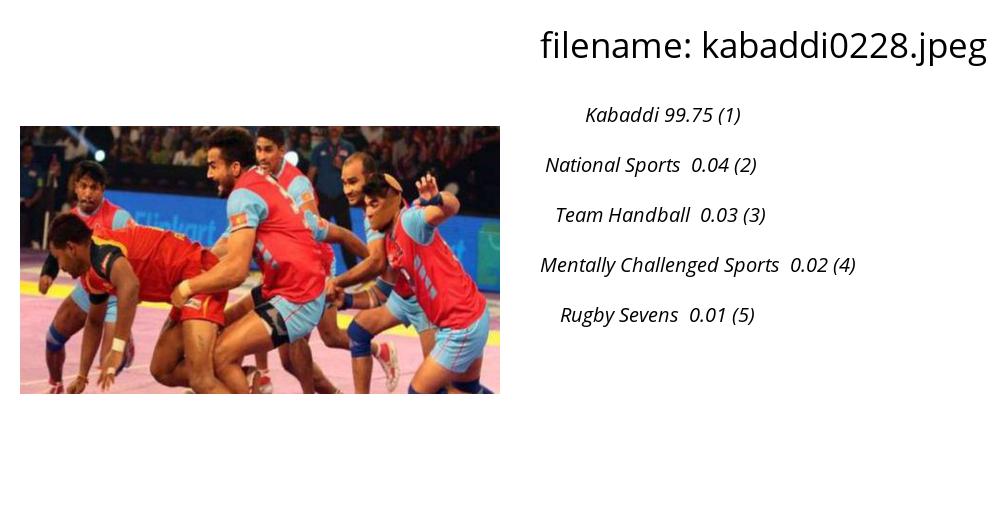 filename: kabaddi0228.jpeg
Kabaddi 99.75 (1)
National Sports 0.04 (2)
Team Handball 0.03 (3)
Mentally Challenged Sports 0.02 (4)
Rugby Sevens 0.01 (5)
Flipkart